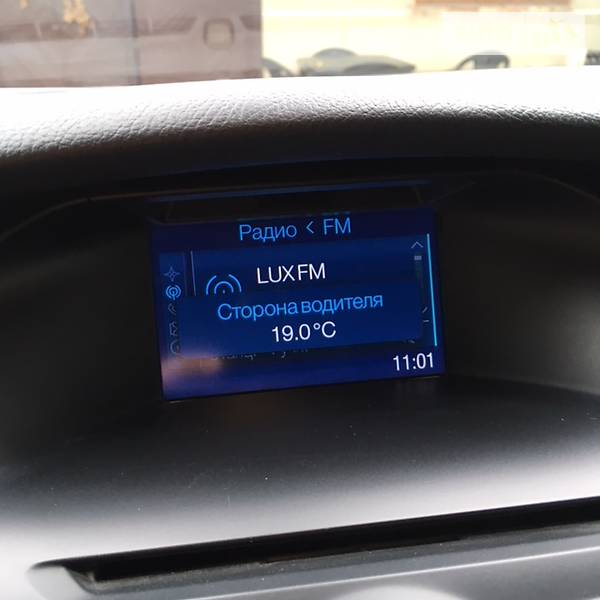 Радио < FM
LUX FM
Сторона водителя
19.0 °C
11:01